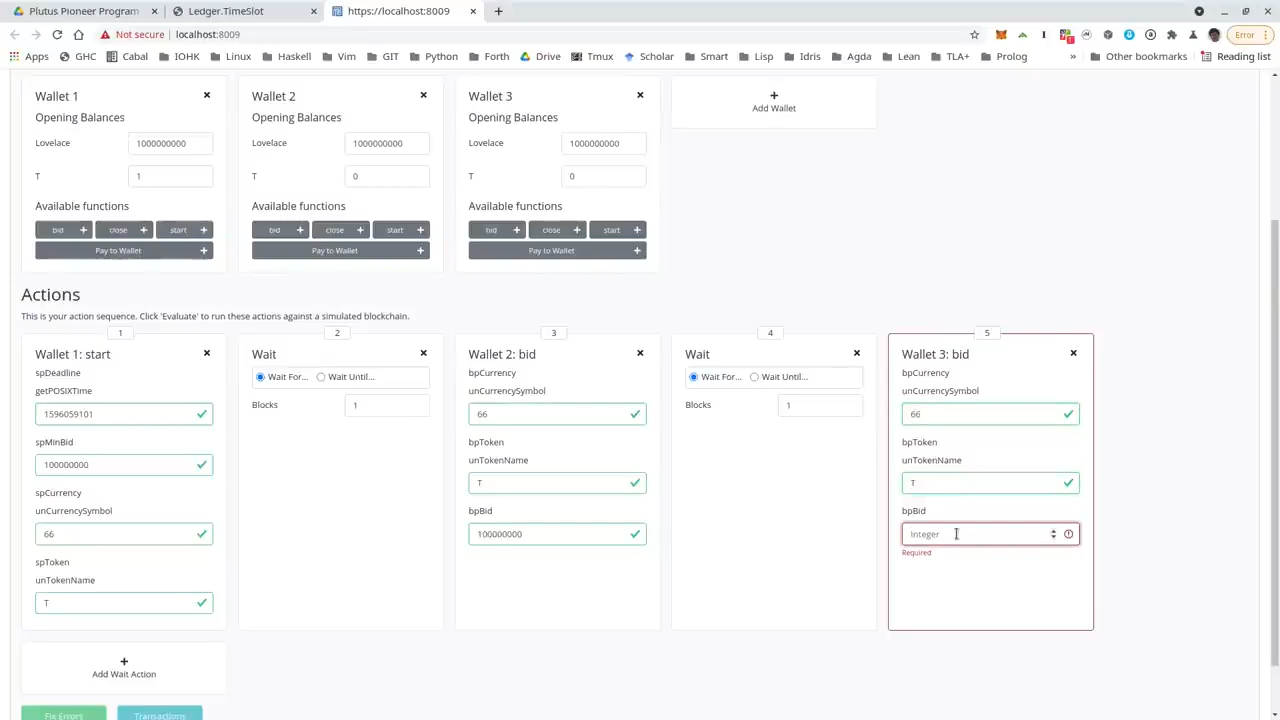 Plutus Pioneer Program
Ledger.TimeSlot
https://localhost:8009
Not secure | localhost:8009
Error
Apps GHC Cabal IOHK Linux Haskell Vim GIT Python Forth Drive Tmux Scholar Smart Lisp Idris Agda Lean TLA+ Prolog » Other bookmarks Reading list
Wallet 1
Opening Balances
Lovelace 1000000000
T 1
Available functions
bid + close + start +
Pay to Wallet +
Wallet 2
Opening Balances
Lovelace 1000000000
T 0
Available functions
bid + close + start +
Pay to Wallet +
Wallet 3
Opening Balances
Lovelace 1000000000
T 0
Available functions
bid + close + start +
Pay to Wallet +
+
Add Wallet
Actions
This is your action sequence. Click 'Evaluate' to run these actions against a simulated blockchain.
1
Wallet 1: start
spDeadline
getPOSIXTime
1596059101
spMinBid
100000000
spCurrency
unCurrencySymbol
66
spToken
unTokenName
T
2
Wait
Wait For... Wait Until...
Blocks 1
3
Wallet 2: bid
bpCurrency
unCurrencySymbol
66
bpToken
unTokenName
T
bpBid
100000000
4
Wait
Wait For... Wait Until...
Blocks 1
5
Wallet 3: bid
bpCurrency
unCurrencySymbol
66
bpToken
unTokenName
T
bpBid
Integer
Required
+
Add Wait Action
Fix Errors
Transactions